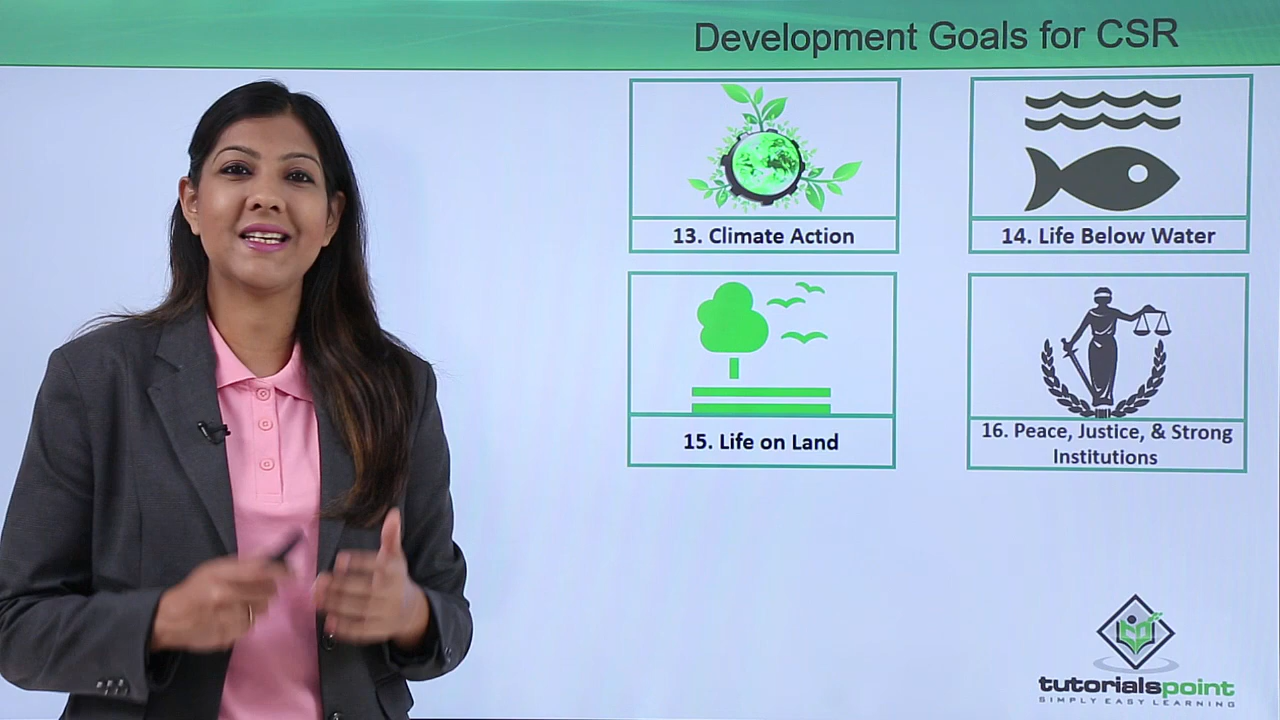 Development Goals for CSR
13. Climate Action
14. Life Below Water
15. Life on Land
16. Peace, Justice, & Strong
Institutions
tutorialspoint
SIMPLY EASY LEARNING